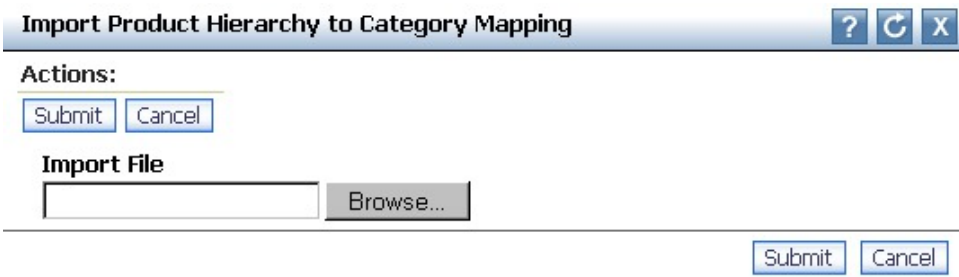 Import Product Hierarchy to Category Mapping ? X
Actions:
Submit Cancel
Import File
Browse...
Submit Cancel